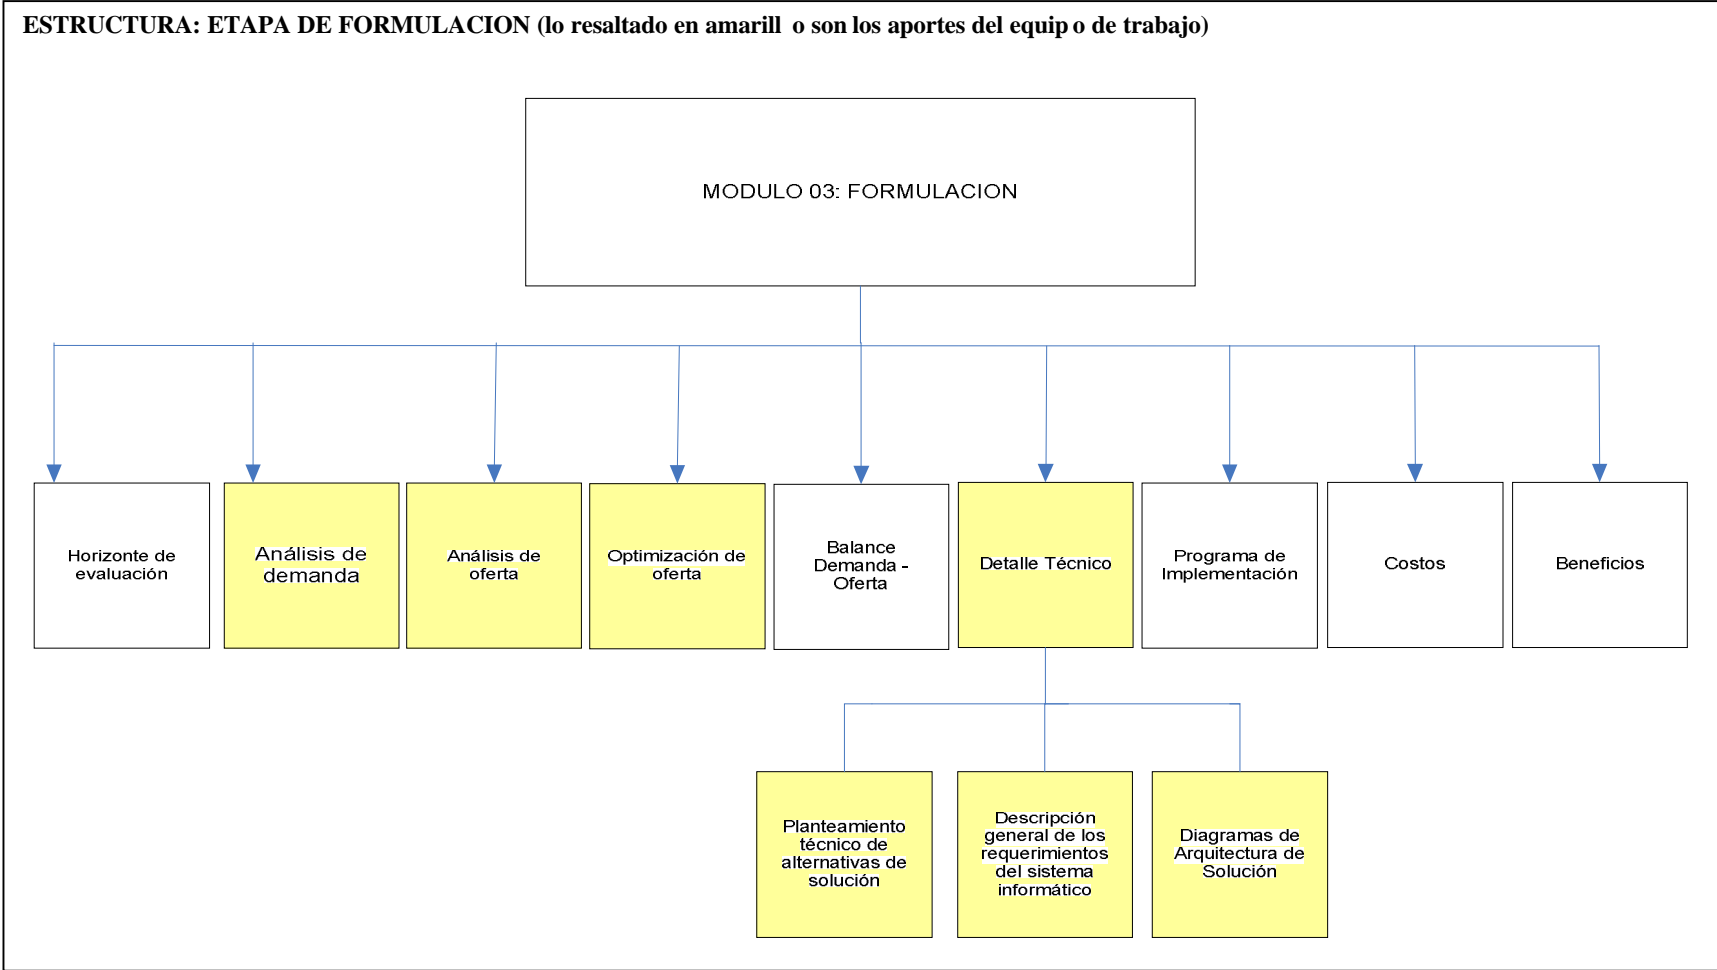 ESTRUCTURA: ETAPA DE FORMULACION (lo resaltado en amarill o son los aportes del equip o de trabajo)
MODULO 03: FORMULACION
Horizonte de
evaluación
Análisis de
demanda
Análisis de
oferta
Optimización de
oferta
Balance
Demanda -
Oferta
Detalle Técnico
Programa de
Implementación
Costos
Beneficios
Planteamiento
técnico de
alternativas de
solución
Descripción
general de los
requerimientos
del sistema
informático
Diagramas de
Arquitectura de
Solución